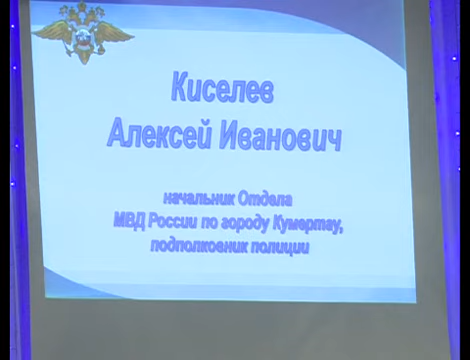 Киселев
Алексей Иванович
начальник Отдела
МВД России по городу Кумертау,
подполковник полиции